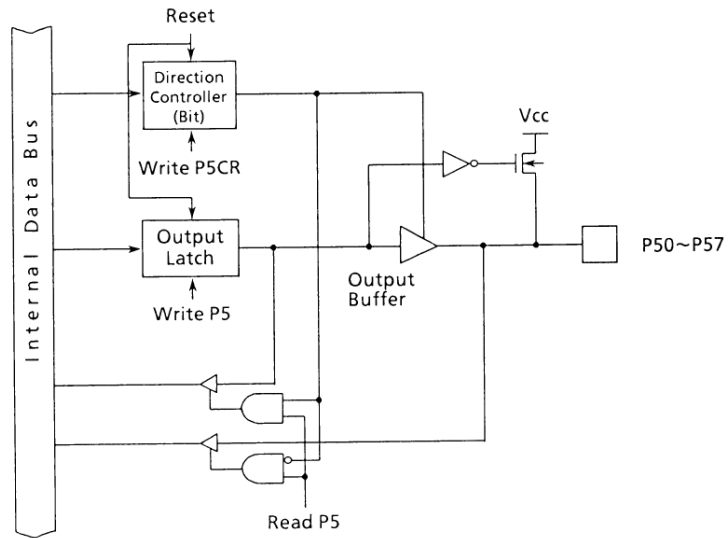 Reset
Direction
Controller
(Bit)
Write P5CR
Vcc
Output
Latch
Write P5
Output
Buffer
P50~P57
Internal Data Bus
Read P5